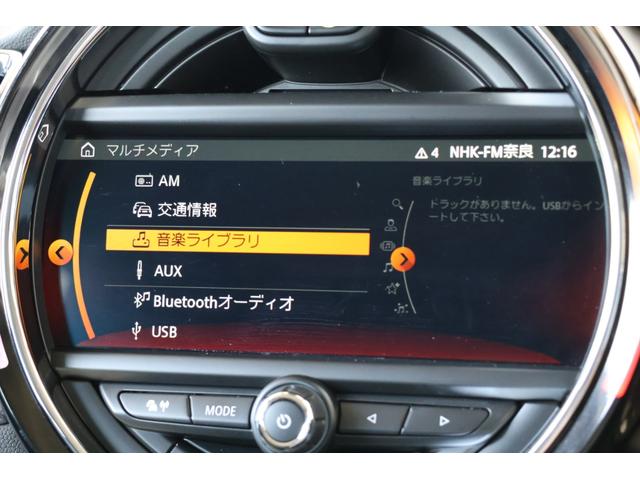 マルチメディア
4 NHK-FM奈良 12:16
AM
交通情報
音楽ライブラリ
AUX
Bluetoothオーディオ
USB
音楽ライブラリ
トラックがありません。USBからイン
ートして下さい。
MODE